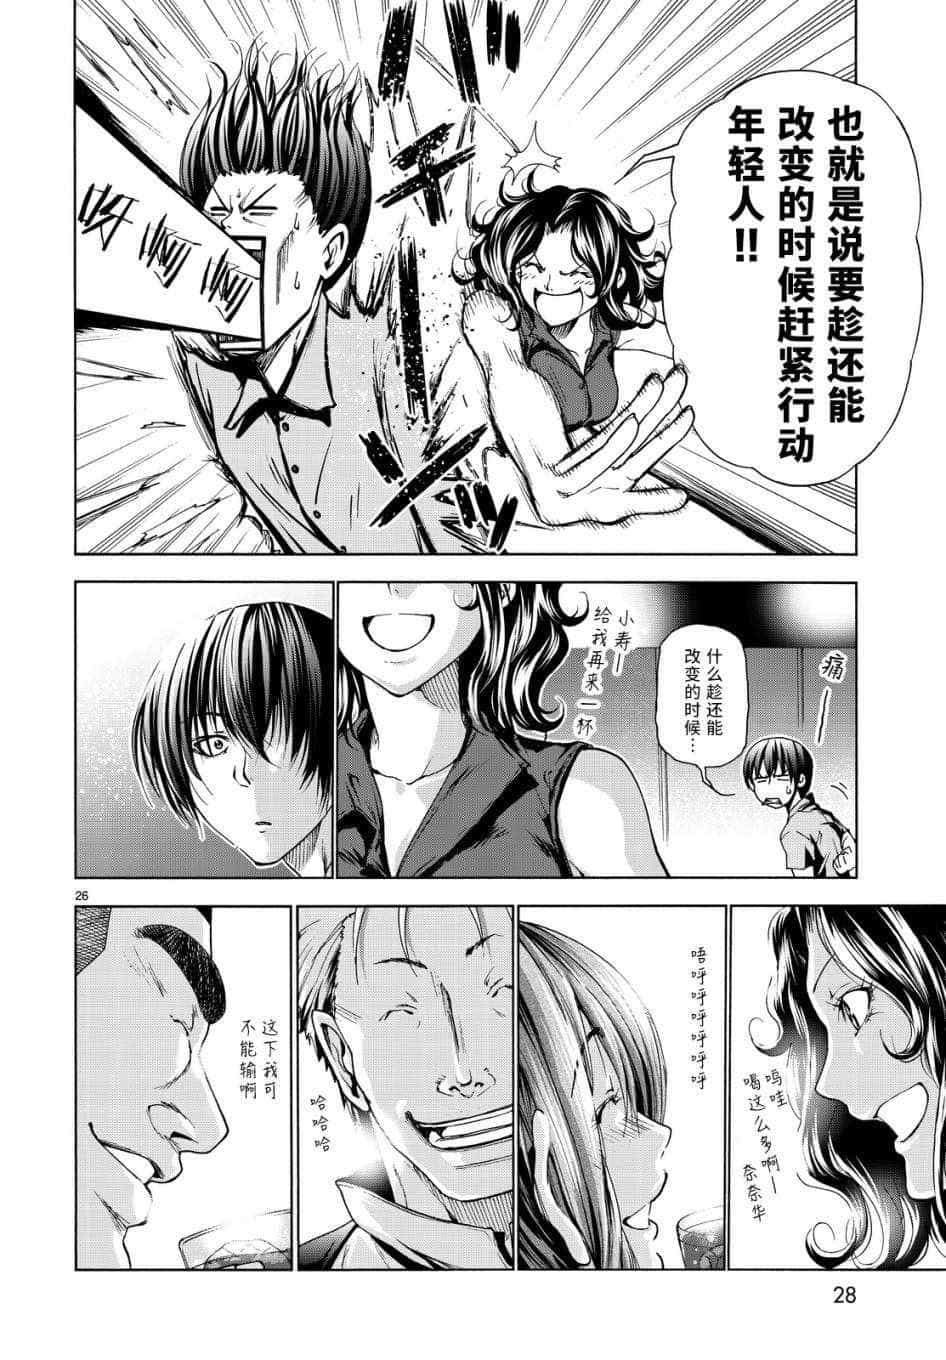 也就是说要趁还能
改变的时候赶紧行动
年轻人!!
呀啊啊啊啊
痛—
什么趁还能
改变的时候…
小寿—
给我再来一杯
26
呜哇
喝这么多啊—
奈奈华
唔呼呼呼呼呼呼
哈哈哈
这下我可
不能输啊
28